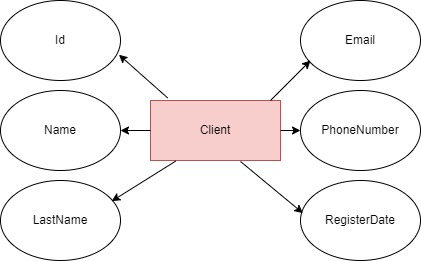 Id
Email
Name
Client
PhoneNumber
LastName
RegisterDate